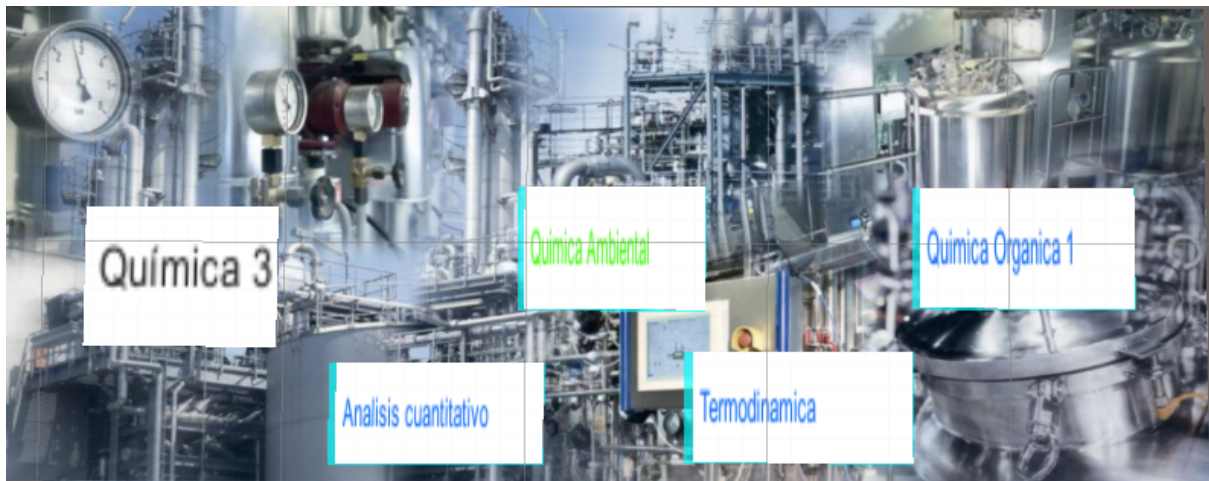 Química 3
Quimica Ambiental
Quimica Organica 1
Analisis cuantitativo
Termodinamica